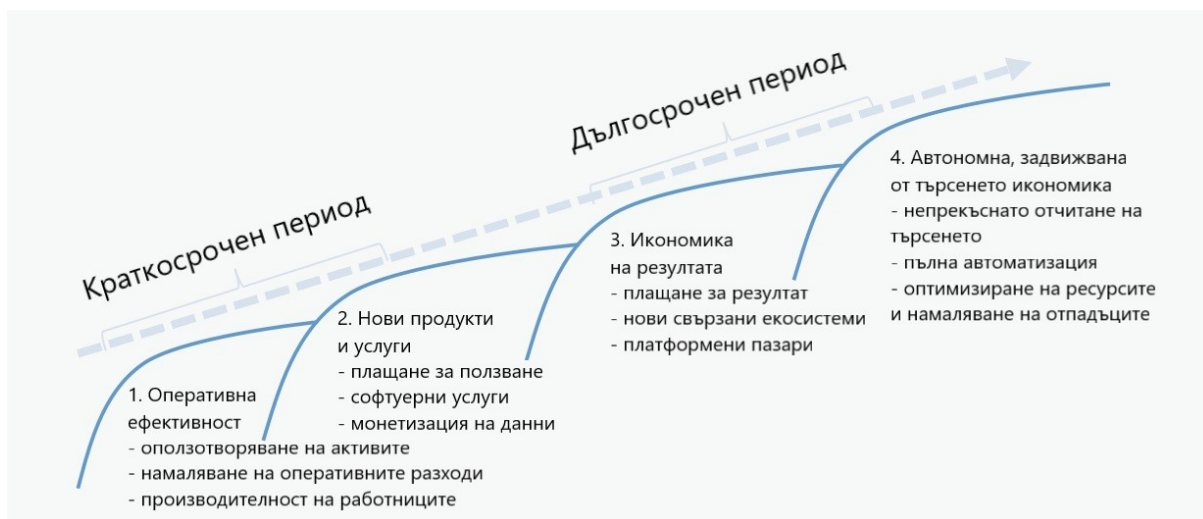 Краткосрочен период
Дългосрочен период
1. Оперативна
ефективност
- оползотворяване на активите
- намаляване на оперативните разходи
- производителност на работниците
2. Нови продукти
и услуги
- плащане за ползване
- софтуерни услуги
- монетизация на данни
3. Икономика
на резултата
- плащане за резултат
- нови свързани екосистеми
- платформени пазари
4. Автономна, задвижвана
от търсенето икономика
- непрекъснато отчитане на
търсенето
- пълна автоматизация
- оптимизиране на ресурсите
и намаляване на отпадъците